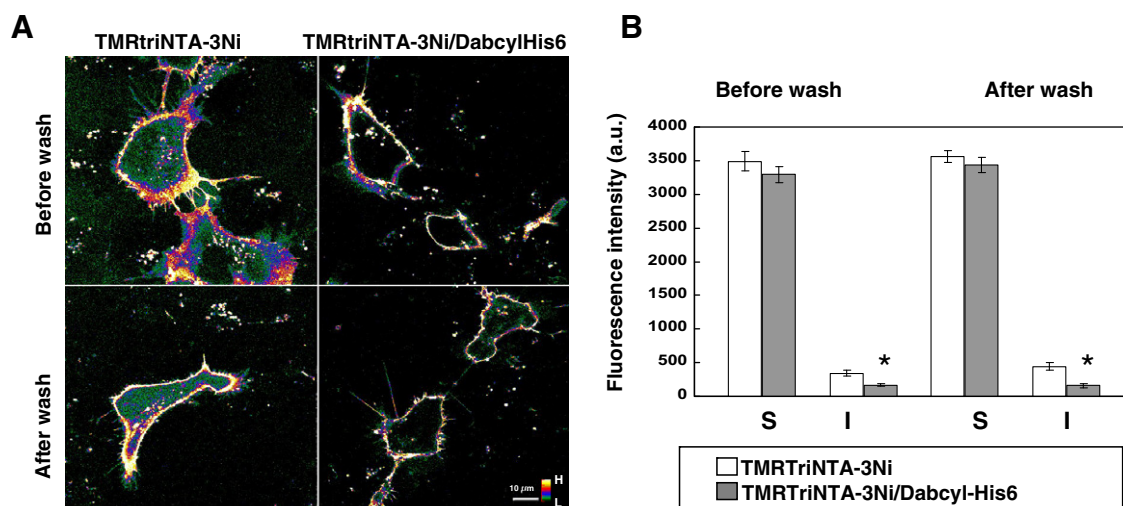 A
TMRtriNTA-3Ni
TMRtriNTA-3Ni/DabcylHis6
Before wash
After wash
10 µm
H
L
B
Before wash
After wash
Fluorescence intensity (a.u.)
4000
3500
3000
2500
2000
1500
1000
500
0
*
*
S
I
S
I
TMRTriNTA-3Ni
TMRTriNTA-3Ni/Dabcyl-His6